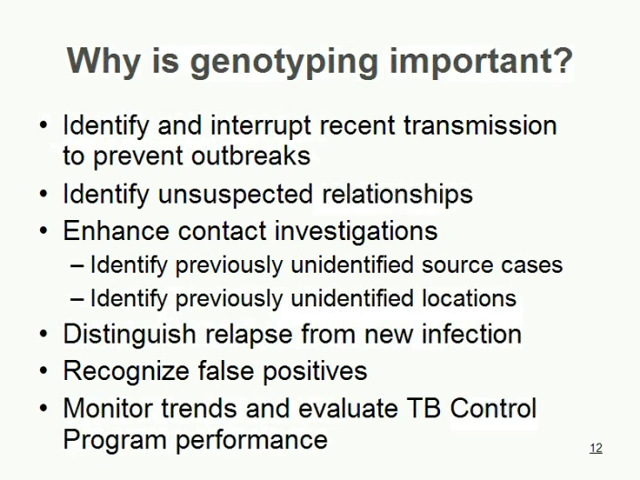 Why is genotyping important?
• Identify and interrupt recent transmission
to prevent outbreaks
• Identify unsuspected relationships
• Enhance contact investigations
– Identify previously unidentified source cases
– Identify previously unidentified locations
• Distinguish relapse from new infection
• Recognize false positives
• Monitor trends and evaluate TB Control
Program performance
12